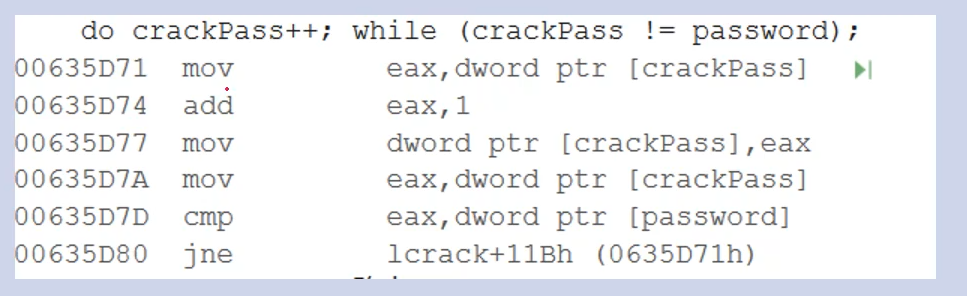 do crackPass++; while (crackPass != password);
00635D71 mov eax,dword ptr [crackPass]
00635D74 add eax,1
00635D77 mov dword ptr [crackPass],eax
00635D7A mov eax,dword ptr [crackPass]
00635D7D cmp eax,dword ptr [password]
00635D80 jne lcrack+11Bh (0635D71h)